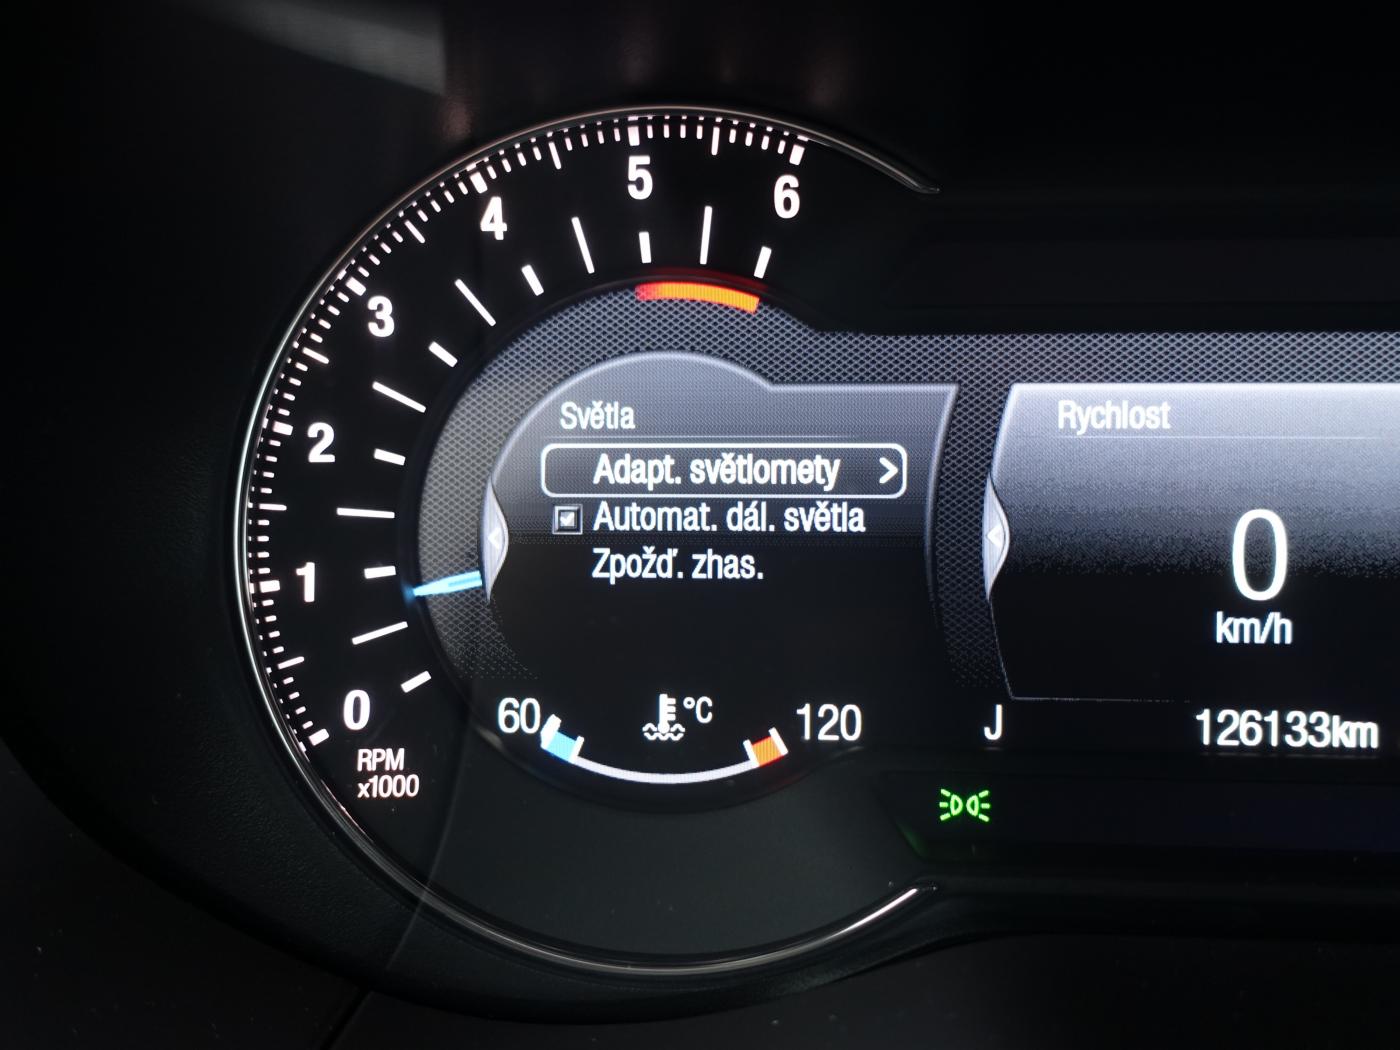 6
5
4
3
2
1
0
RPM
x1000
Světla
Adapt. světlomety >
Automat. dál. světla
Zpožď. zhas.
60 °C 120
Rychlost
0
km/h
J 126133km